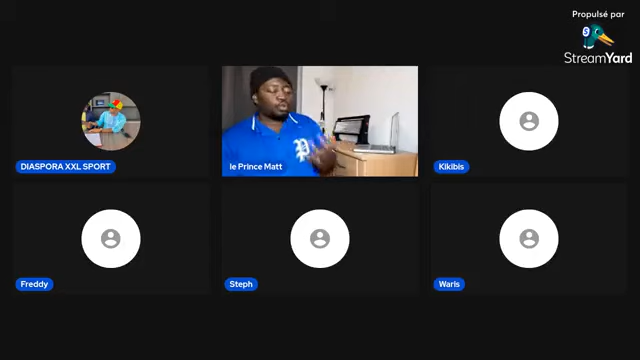 Propulsé par
StreamYard
DIASPORA XXL SPORT
le Prince Matt
Kikibis
Freddy
Steph
Waris